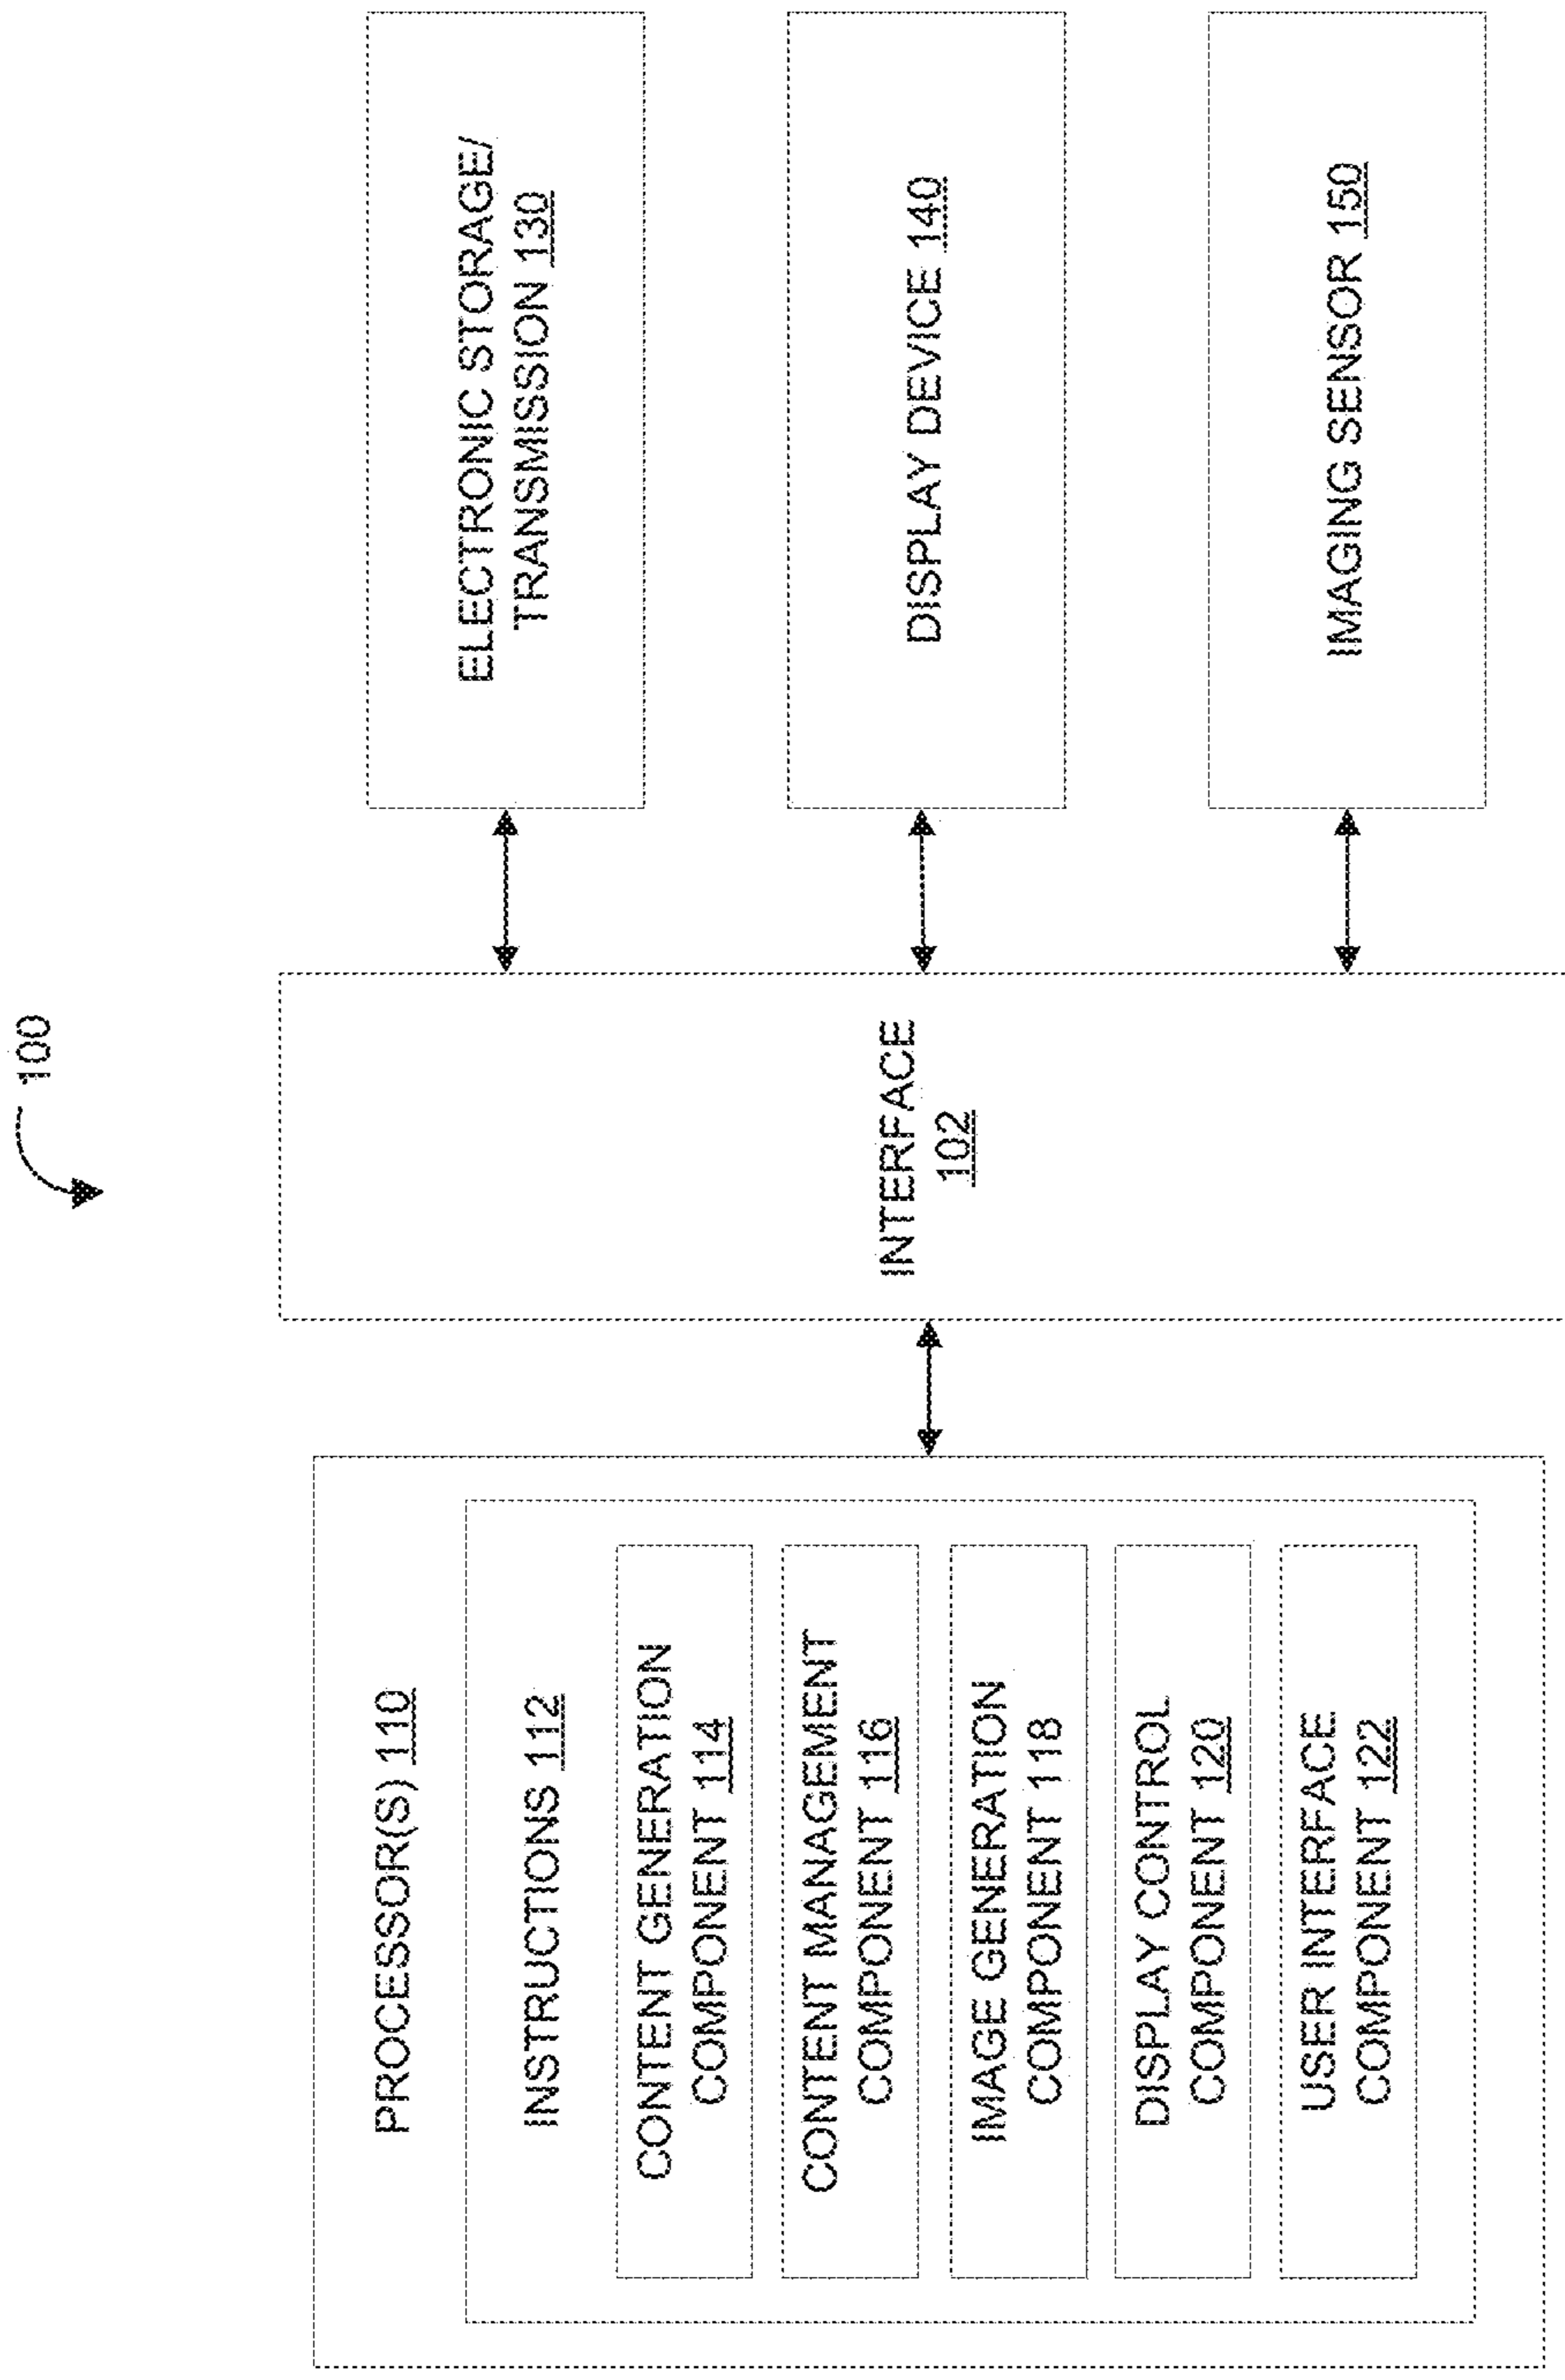 100
PROCESSOR(S) 110
INSTRUCTIONS 112
CONTENT GENERATION
COMPONENT 114
CONTENT MANAGEMENT
COMPONENT 116
IMAGE GENERATION
COMPONENT 118
DISPLAY CONTROL
COMPONENT 120
USER INTERFACE
COMPONENT 122
INTERFACE
102
ELECTRONIC STORAGE/
TRANSMISSION 130
DISPLAY DEVICE 140
IMAGING SENSOR 150